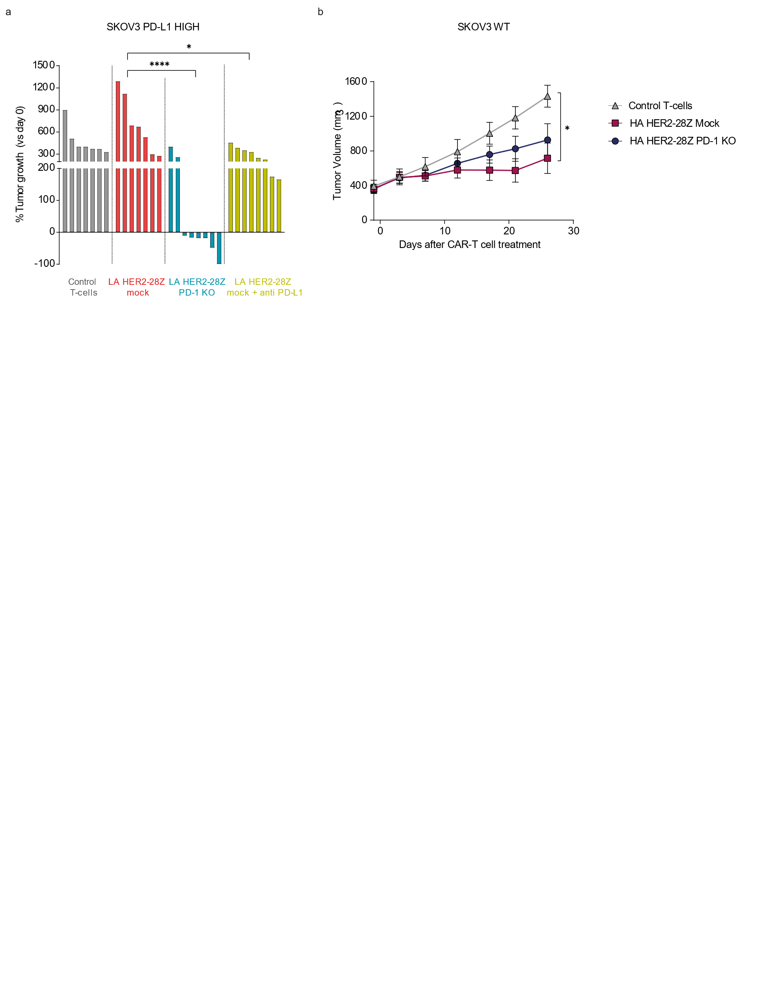 a
SKOV3 PD-L1 HIGH
*
****
1500
1200
900
600
300
200
100
0
-100
% Tumor growth (vs day 0)
Control
T-cells
LA HER2-28Z
mock
LA HER2-28Z
PD-1 KO
LA HER2-28Z
mock + anti PD-L1
b
SKOV3 WT
1600
1200
800
400
0
Tumor Volume (mm3)
0 10 20 30
Days after CAR-T cell treatment
*
Control T-cells
HA HER2-28Z Mock
HA HER2-28Z PD-1 KO